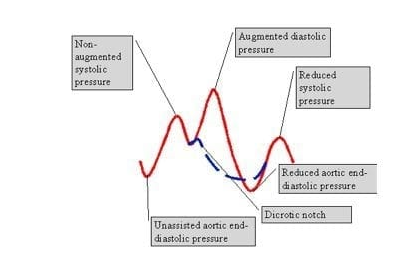 Non-
augmented
systolic
pressure
Augmented diastolic
pressure
Reduced
systolic
pressure
Reduced aortic end-
diastolic pressure
Dicrotic notch
Unassisted aortic end-
diastolic pressure